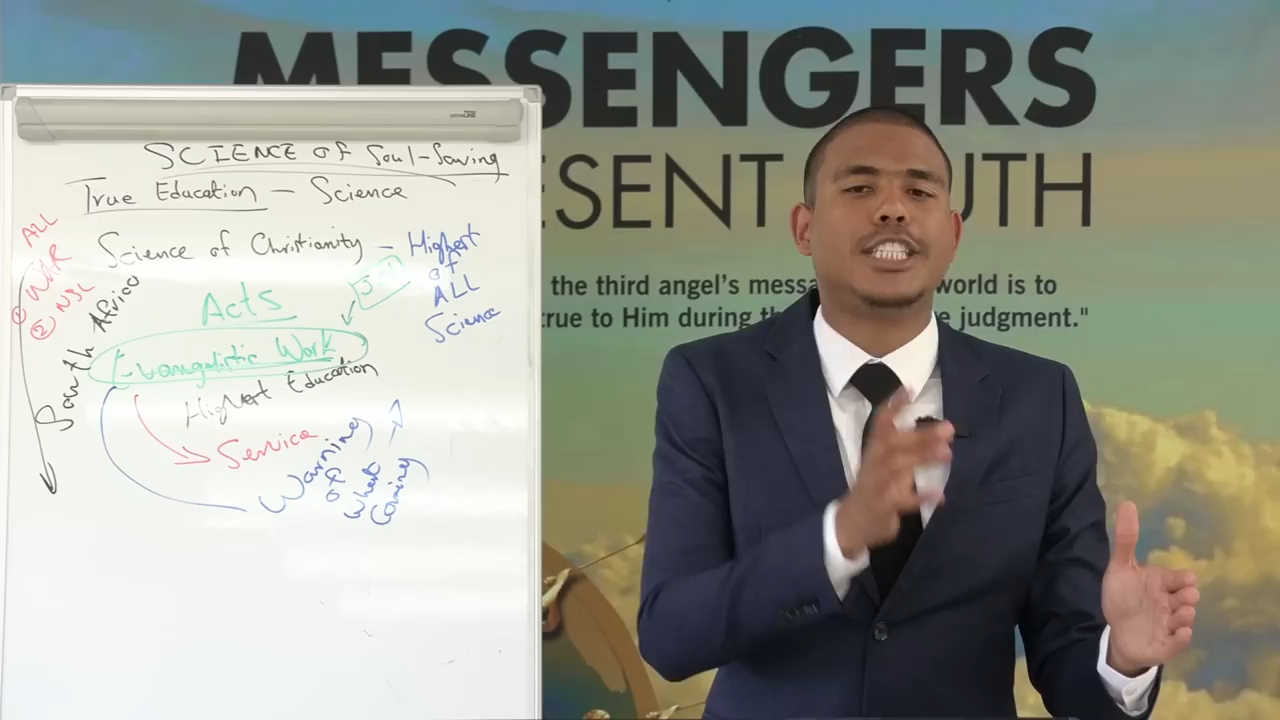 MESSENGERS
ESENT UTH
the third angel's messa world is to
true to Him during th e judgment."
SCIENCE OF Soul-Saving
True Education – Science
Science of Christianity – Highest
of
ALL
Science
ALL
WAR
① 
② NSL
South Africa
Acts
Evangelistic Work
Highest Education
Service
Warning
of
What
Coming